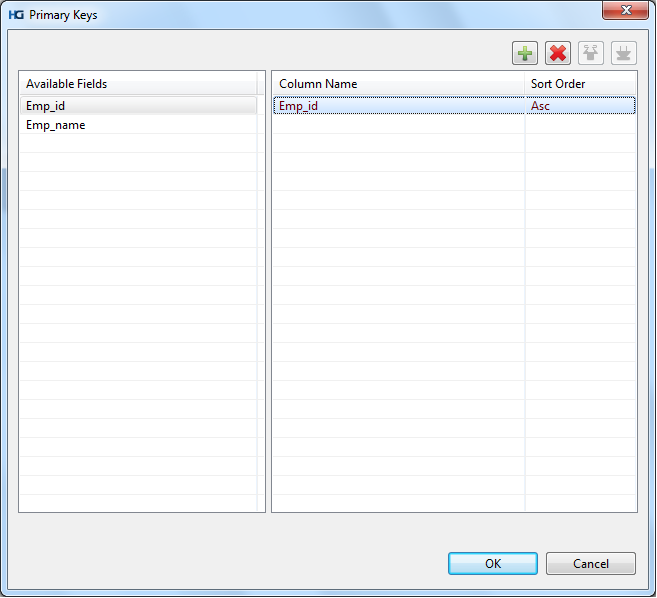 HG Primary Keys
Available Fields
Emp_id
Emp_name
Column Name Sort Order
Emp_id Asc
OK Cancel